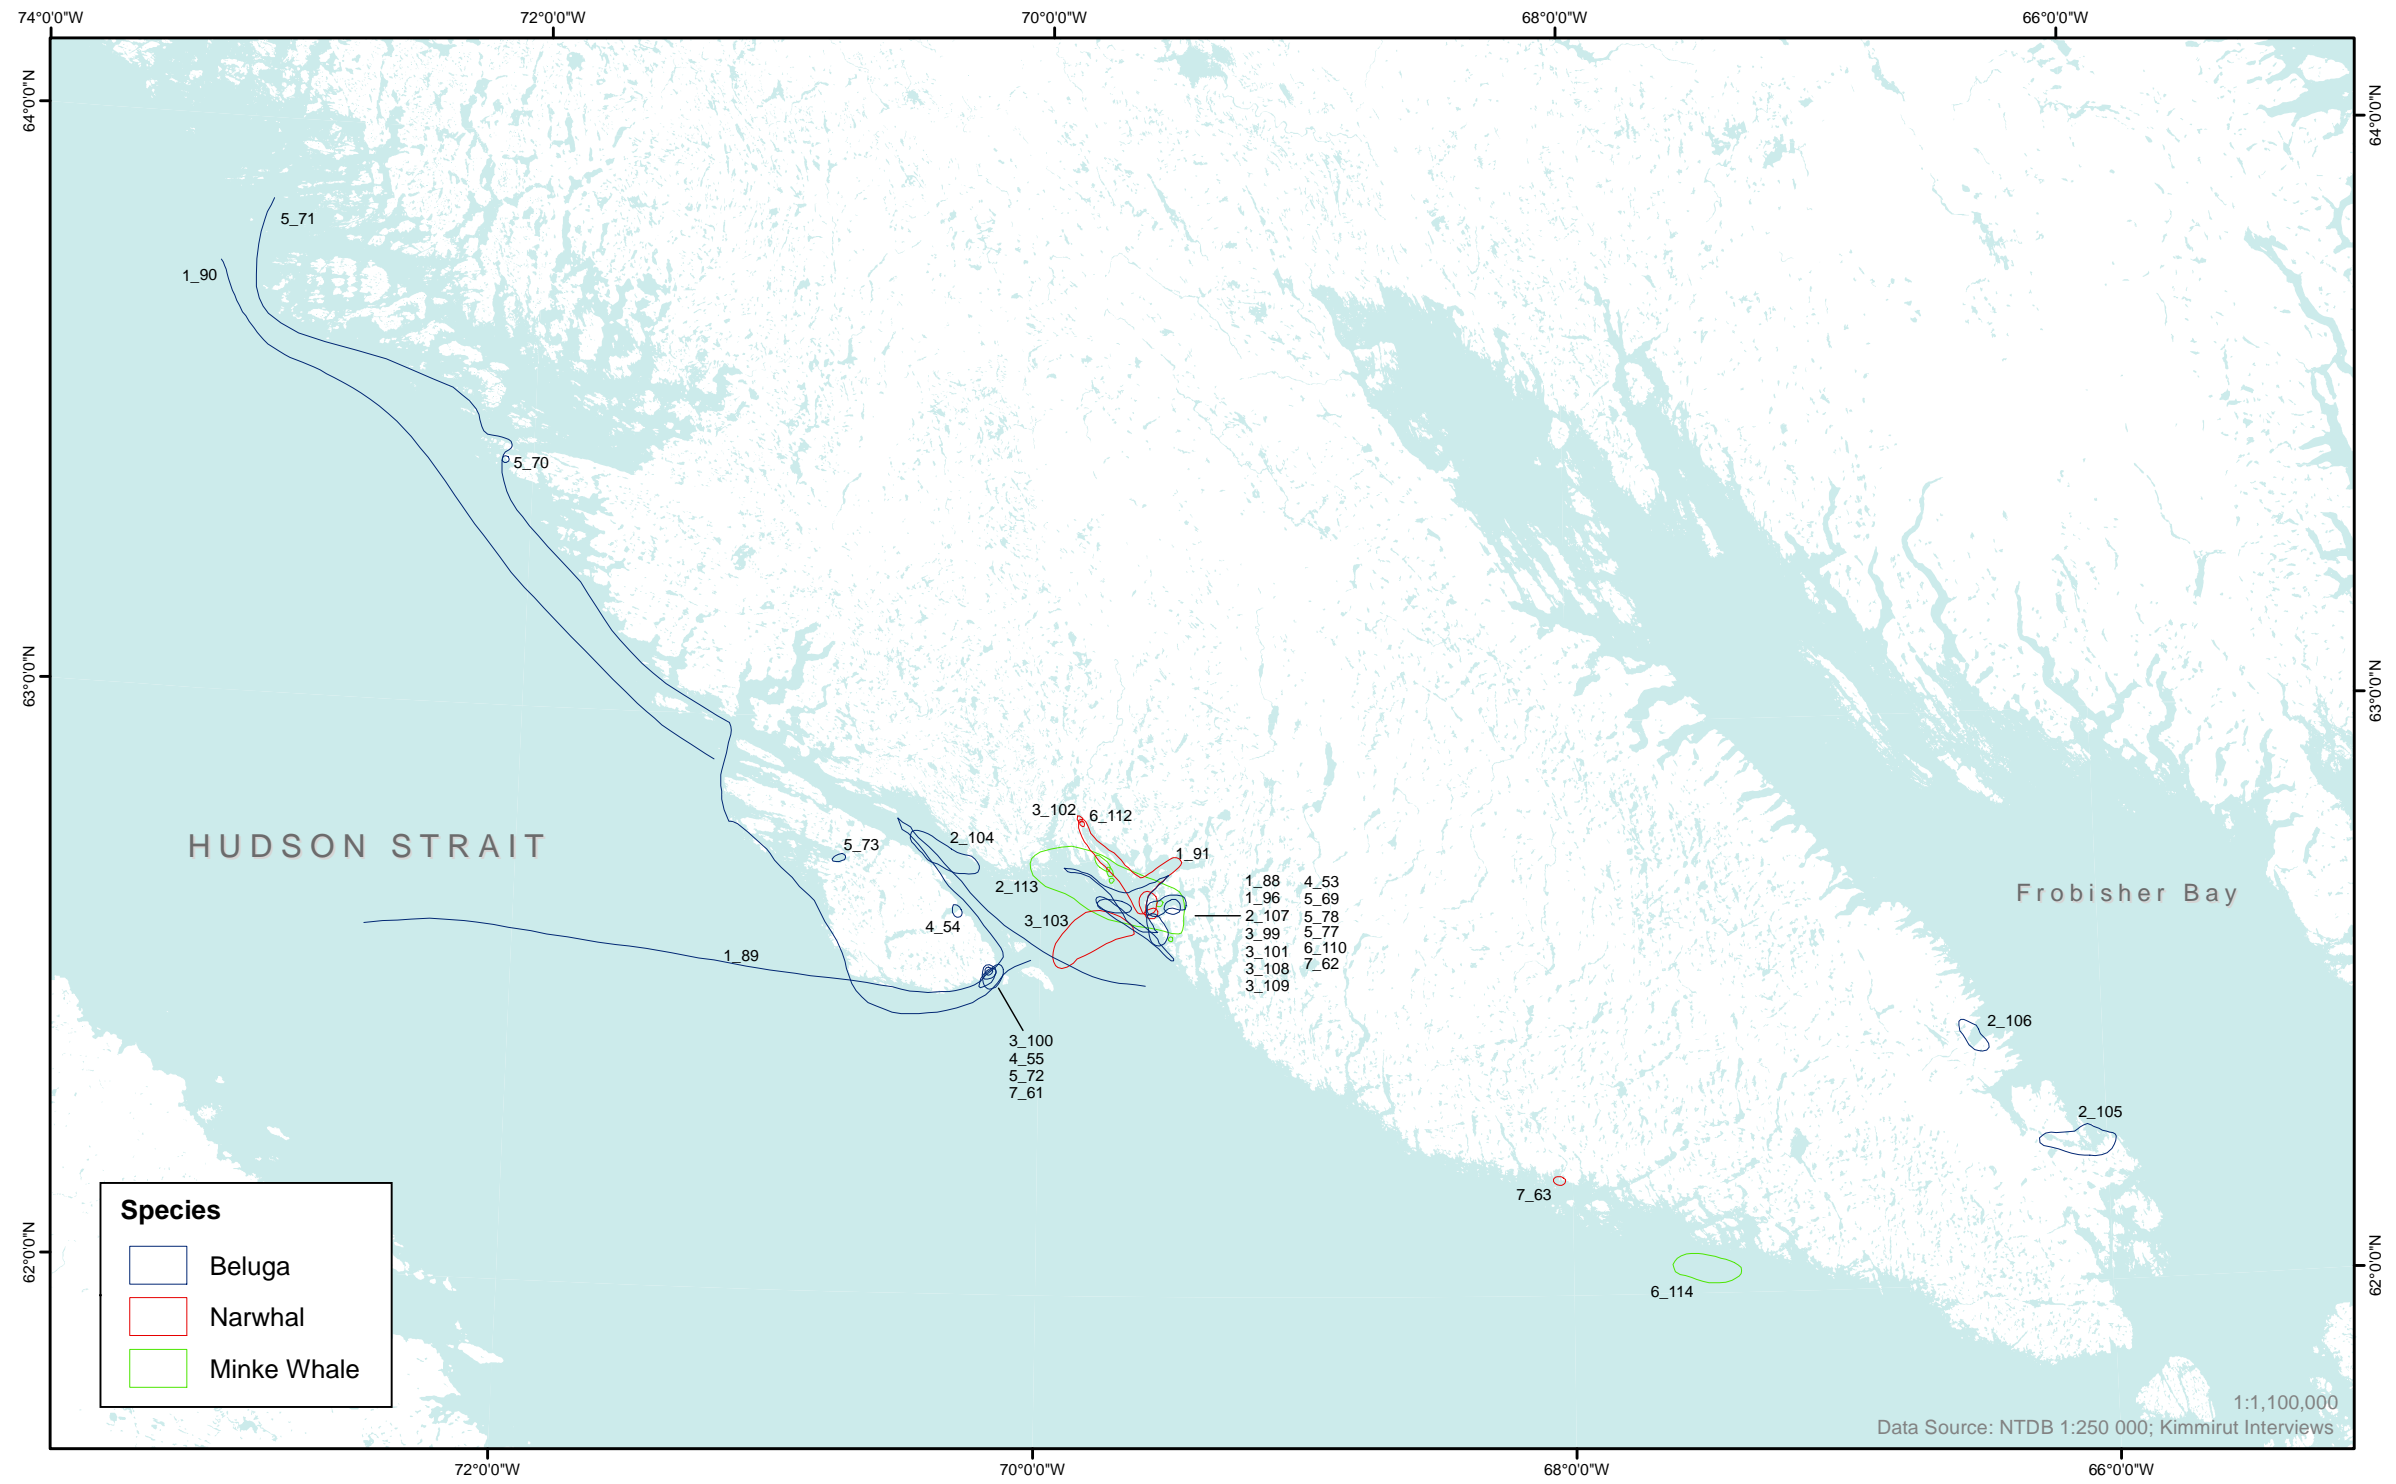 74°0'0"W
72°0'0"W
70°0'0"W
68°0'0"W
66°0'0"W
64°0'0"N
64°0'0"N
5_71
1_90
5_70
63°0'0"N
63°0'0"N
3_102
6_112
HUDSON STRAIT
5_73
2_104
1_91
2_113
1_88
4_53
Frobisher Bay
1_96
5_69
4_54
3_103
2_107
5_78
3_99
5_77
1_89
3_101
6_110
3_108
7_62
3_109
2_106
3_100
4_55
5_72
7_61
2_105
7_63
62°0'0"N
62°0'0"N
6_114
Species
Beluga
Narwhal
Minke Whale
1:1,100,000
Data Source: NTDB 1:250 000; Kimmirut Interviews
72°0'0"W
70°0'0"W
68°0'0"W
66°0'0"W